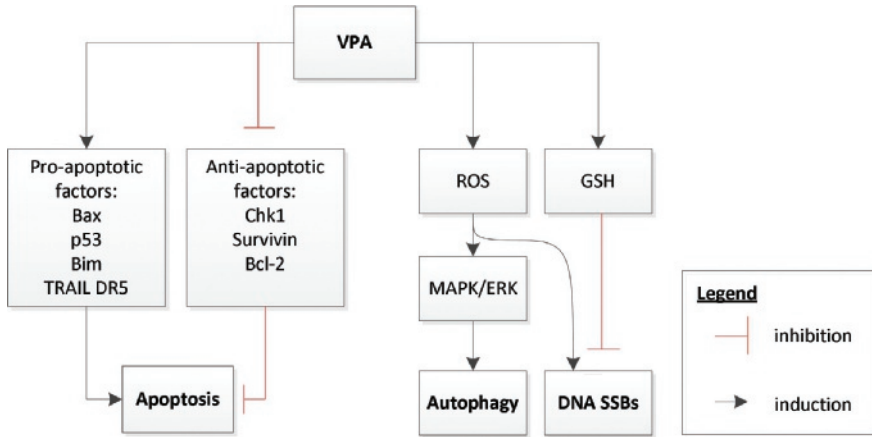 VPA
Pro-apoptotic
factors:
Bax
p53
Bim
TRAIL DR5
Anti-apoptotic
factors:
Chk1
Survivin
Bcl-2
ROS
GSH
MAPK/ERK
Apoptosis
Autophagy
DNA SSBs
Legend
inhibition
induction